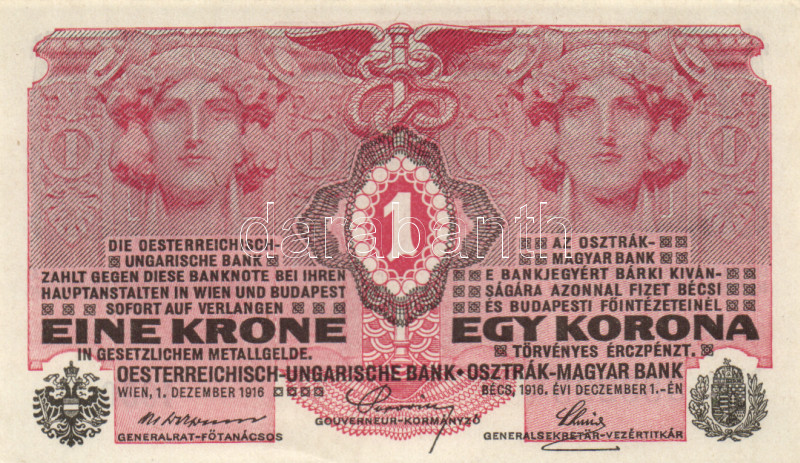 1
1
1
darabanth
DIE OESTERREICHISCH-
UNGARISCHE BANK
ZAHLT GEGEN DIESE BANKNOTE BEI IHREN
HAUPTANSTALTEN IN WIEN UND BUDAPEST
SOFORT AUF VERLANGEN
EINE KRONE
IN GESETZLICHEM METALLGELDE.
AZ OSZTRÁK-
MAGYAR BANK
E BANKJEGYÉRT BÁRKI KIVÁN-
SÁGÁRA AZONNAL FIZET BÉCSI
ÉS BUDAPESTI FŐINTÉZETEINÉL
EGY KORONA
TÖRVÉNYES ÉRCZPÉNZT.
OESTERREICHISCH-UNGARISCHE BANK • OSZTRÁK-MAGYAR BANK
WIEN, 1. DEZEMBER 1916
BÉCS, 1916. ÉVI DECZEMBER 1.-ÉN
GENERALRAT-FŐTANÁCSOS
GOUVERNEUR-KORMÁNYZÓ
GENERALSEKRETÄR-VEZÉRTITKÁR